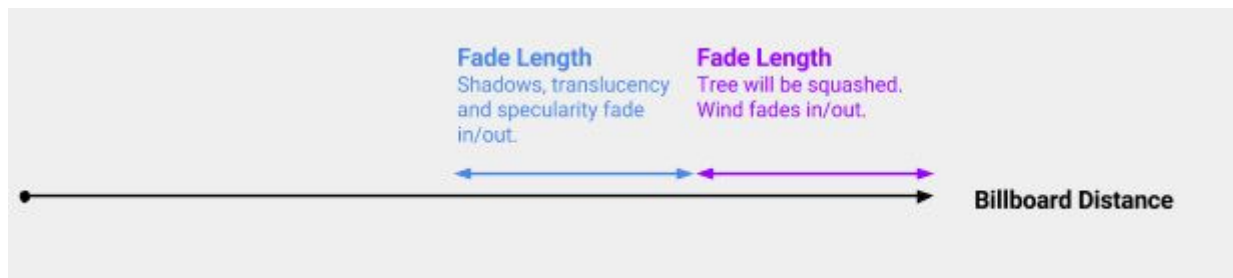 Fade Length
Shadows, translucency
and specularity fade
in/out.
Fade Length
Tree will be squashed.
Wind fades in/out.
Billboard Distance